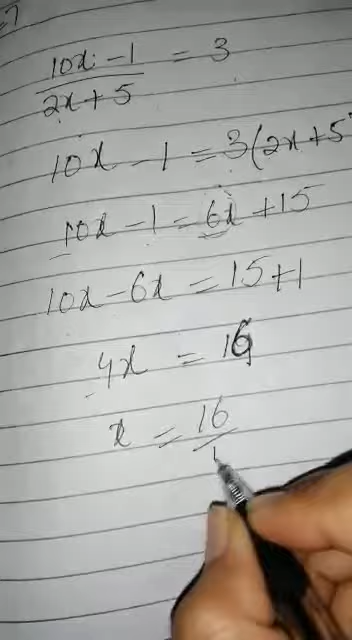 10x - 1 / 2x + 5 = 3
10x - 1 = 3(2x + 5
10x - 1 = 6x + 15
10x - 6x = 15 + 1
4x = 16
x = 16 /